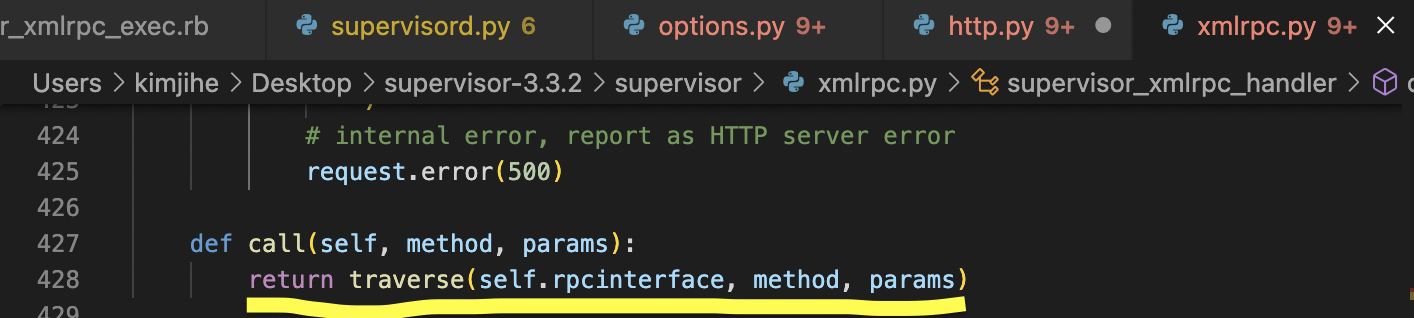 r_xmlrpc_exec.rb supervisord.py 6 options.py 9+ http.py 9+ xmlrpc.py 9+
Users > kimjihe > Desktop > supervisor-3.3.2 > supervisor > xmlrpc.py > supervisor_xmlrpc_handler >
424 # internal error, report as HTTP server error
425 request.error(500)
426
427 def call(self, method, params):
428 return traverse(self.rpcinterface, method, params)
429